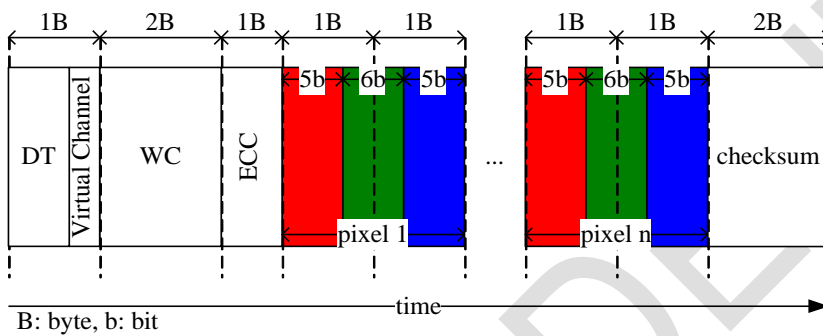 1B 2B 1B 1B 1B 1B 1B 2B
5b 6b 5b 5b 6b 5b
DT Virtual Channel WC ECC ... checksum
pixel 1 pixel n
time
B: byte, b: bit